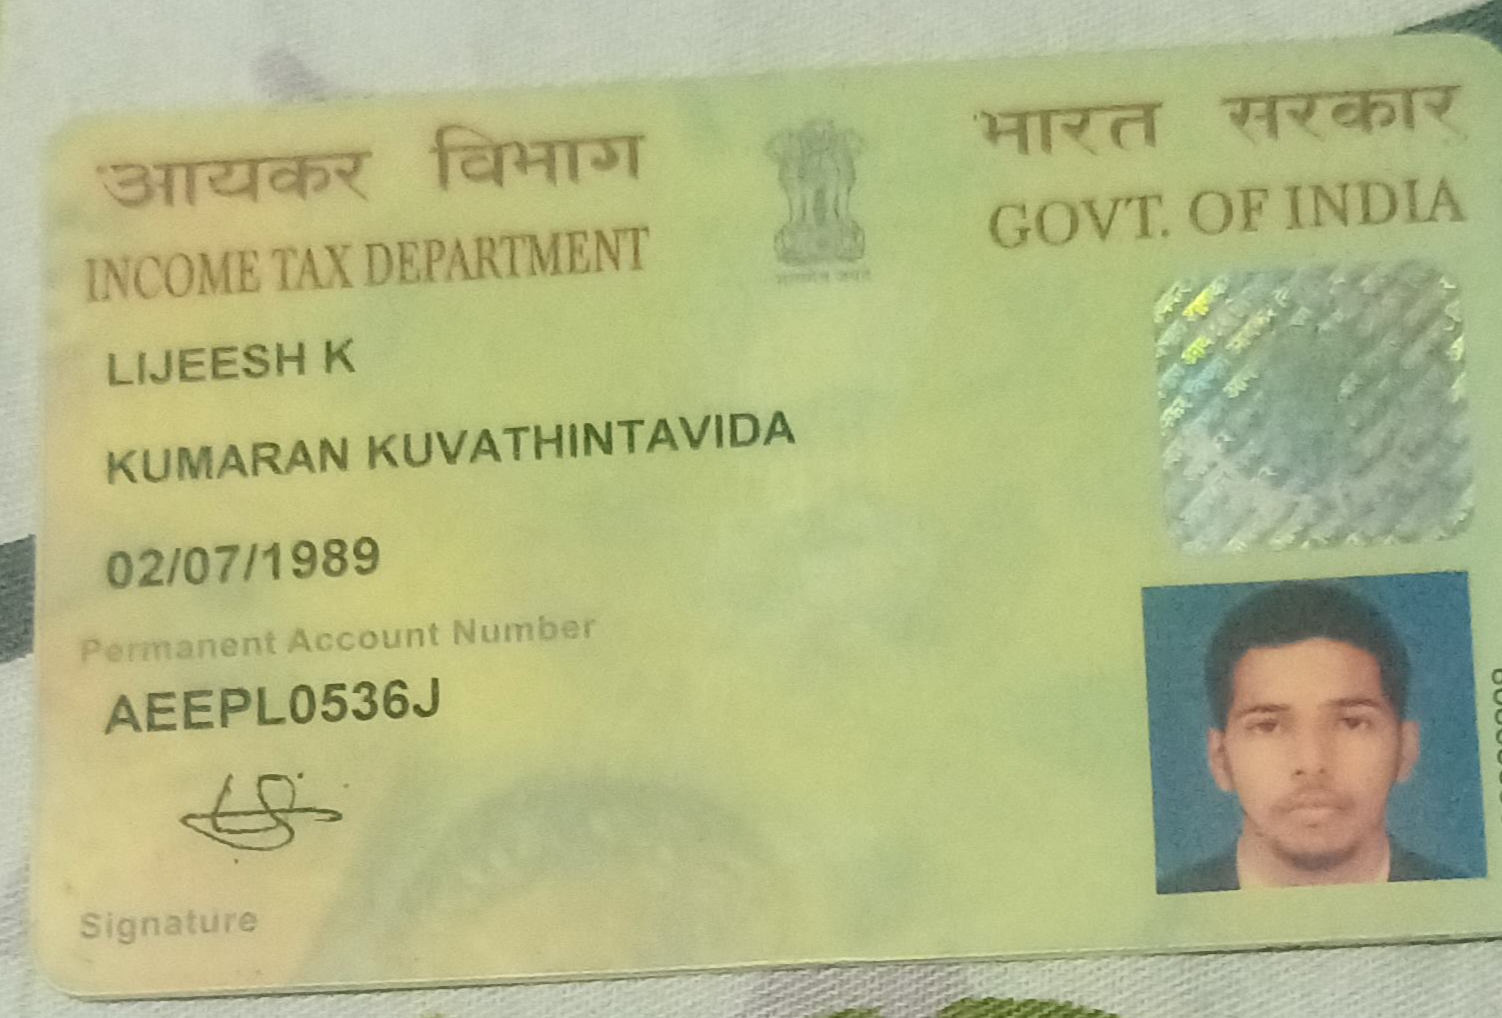 आयकर विभाग
INCOME TAX DEPARTMENT
भारत सरकार
GOVT. OF INDIA
LIJEESH K
KUMARAN KUVATHINTAVIDA
02/07/1989
Permanent Account Number
AEEPL0536J
Signature